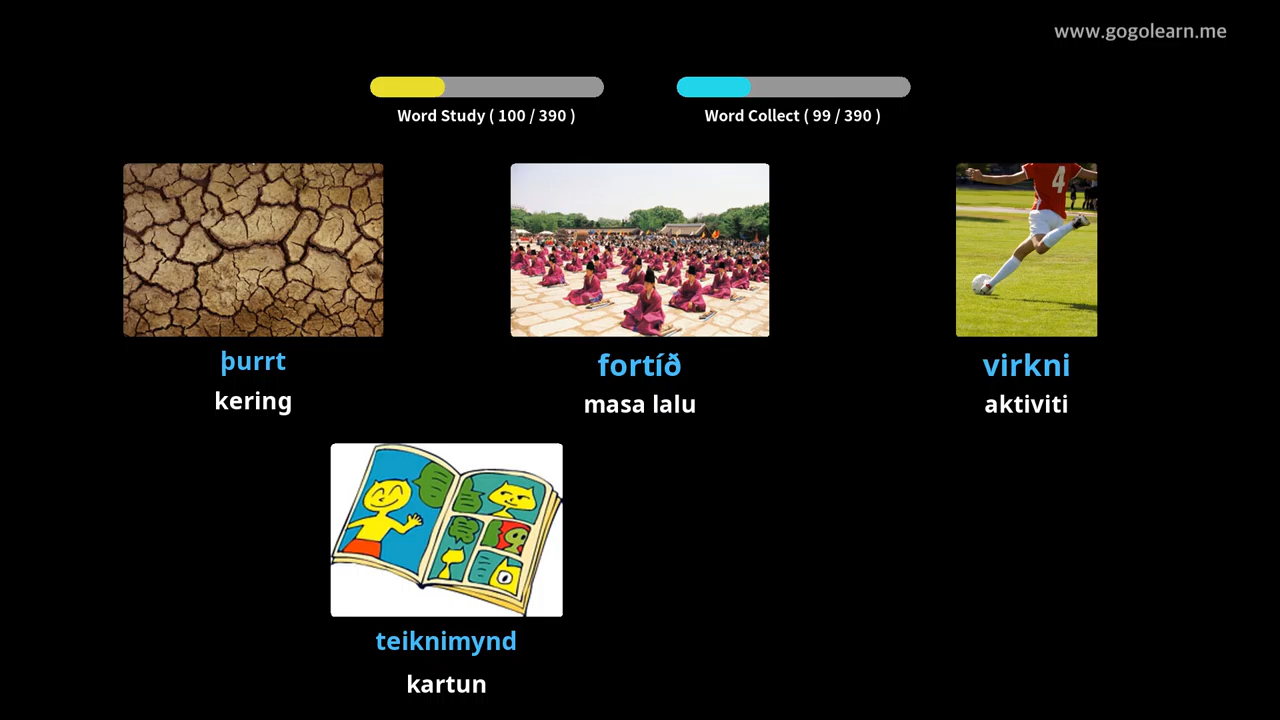 www.gogolearn.me
Word Study ( 100 / 390 )
Word Collect ( 99 / 390 )
þurrt
kering
fortíð
masa lalu
virkni
aktiviti
teiknimynd
kartun